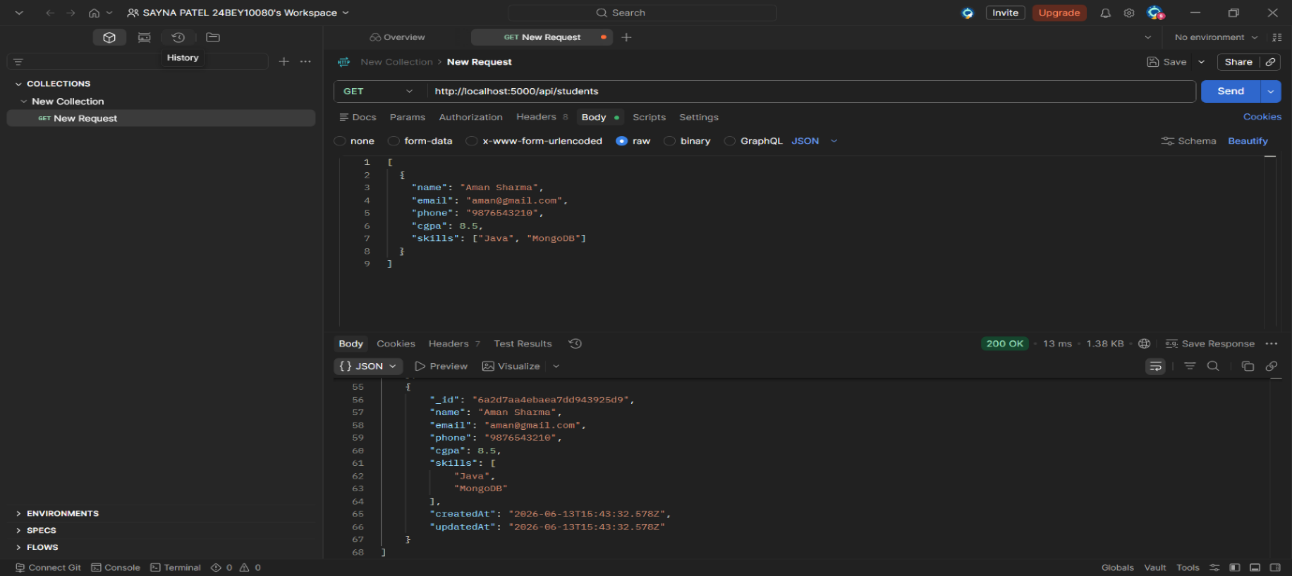 SAYNA PATEL 24BEY10080's Workspace
Search
Invite
Upgrade
Overview
GET New Request
No environment
History
New Collection > New Request
Save
Share
COLLECTIONS
New Collection
GET New Request
GET
http://localhost:5000/api/students
Send
Docs Params Authorization Headers 8 Body Scripts Settings
Cookies
none form-data x-www-form-urlencoded raw binary GraphQL JSON
Schema Beautify
1 [
2 {
3 "name": "Aman Sharma",
4 "email": "aman@gmail.com",
5 "phone": "9876543210",
6 "cgpa": 8.5,
7 "skills": ["Java", "MongoDB"]
8 }
9 ]
Body Cookies Headers 7 Test Results
200 OK • 13 ms • 1.38 KB
Save Response
{} JSON Preview Visualize
55 {
56 "_id": "6a2d7aa4ebaea7dd943925d9",
57 "name": "Aman Sharma",
58 "email": "aman@gmail.com",
59 "phone": "9876543210",
60 "cgpa": 8.5,
61 "skills": [
62 "Java",
63 "MongoDB"
64 ],
65 "createdAt": "2026-06-13T15:43:32.578Z",
66 "updatedAt": "2026-06-13T15:43:32.578Z"
67 }
68 ]
ENVIRONMENTS
SPECS
FLOWS
Connect Git Console Terminal 0 0
Globals Vault Tools